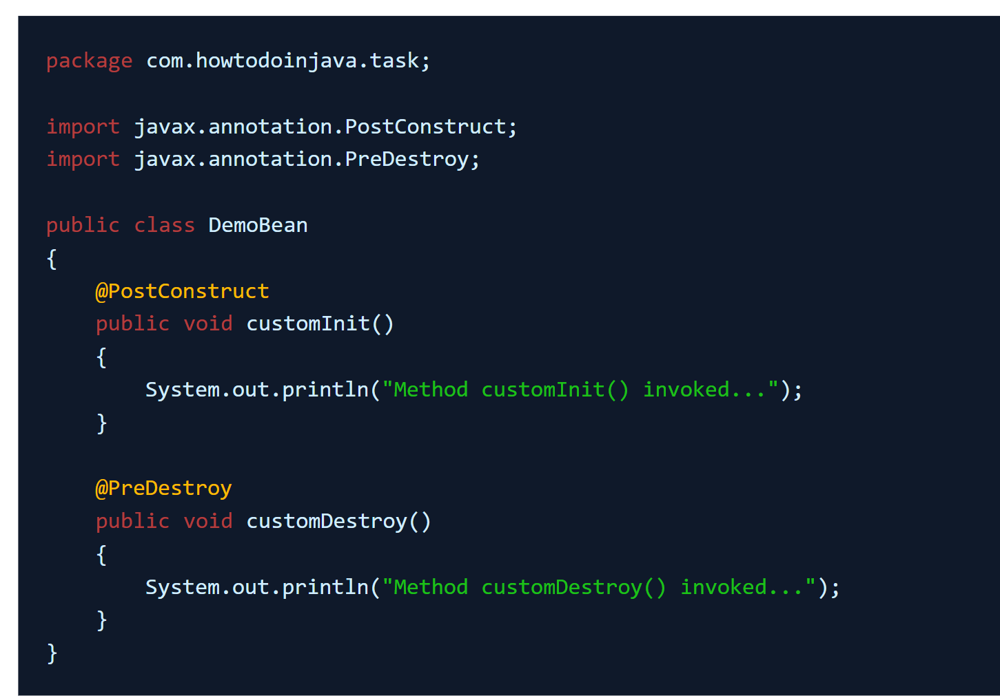 package com.howtodoinjava.task;
import javax.annotation.PostConstruct;
import javax.annotation.PreDestroy;
public class DemoBean
{
@PostConstruct
public void customInit()
{
System.out.println("Method customInit() invoked...");
}
@PreDestroy
public void customDestroy()
{
System.out.println("Method customDestroy() invoked...");
}
}